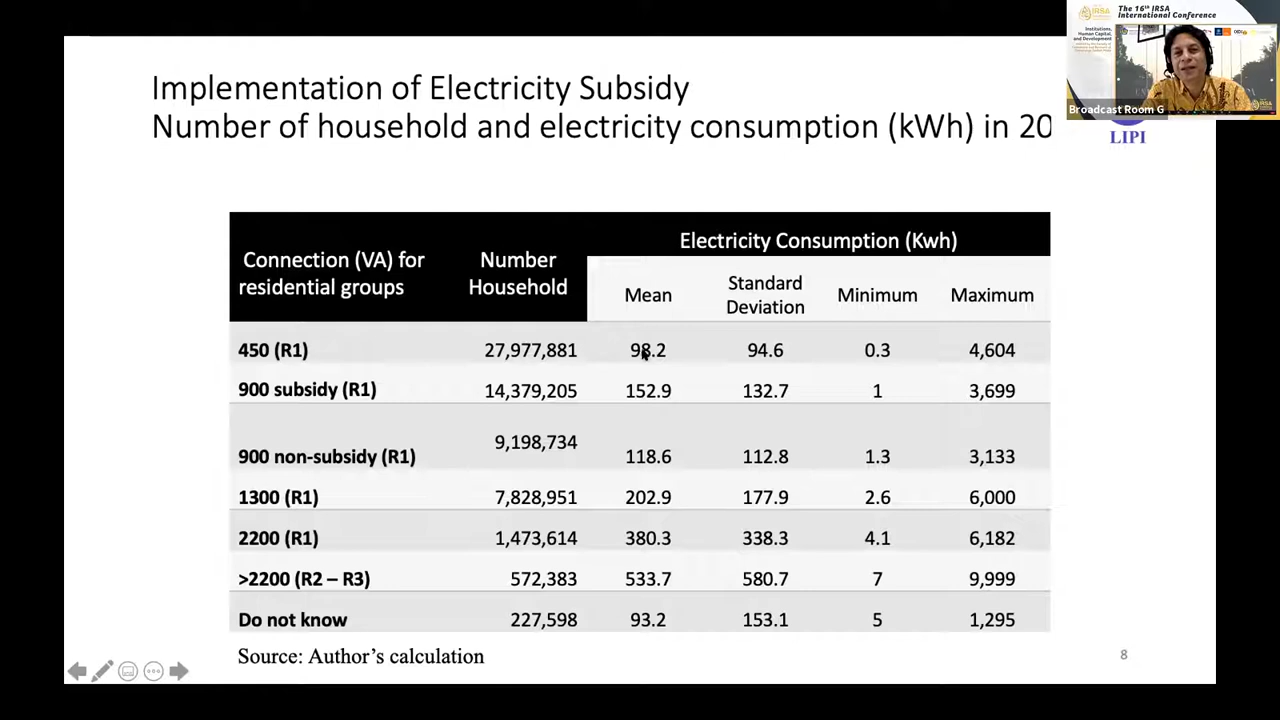 The 16th IRSA
International Conference
IRSA
Institutions,
Human Capital,
and Development
Broadcast Room G
LIPI
Implementation of Electricity Subsidy
Number of household and electricity consumption (kWh) in 20
Connection (VA) for residential groups Number Household Electricity Consumption (Kwh)
Mean Standard Deviation Minimum Maximum
450 (R1) 27,977,881 98.2 94.6 0.3 4,604
900 subsidy (R1) 14,379,205 152.9 132.7 1 3,699
900 non-subsidy (R1) 9,198,734 118.6 112.8 1.3 3,133
1300 (R1) 7,828,951 202.9 177.9 2.6 6,000
2200 (R1) 1,473,614 380.3 338.3 4.1 6,182
>2200 (R2 – R3) 572,383 533.7 580.7 7 9,999
Do not know 227,598 93.2 153.1 5 1,295
Source: Author's calculation
8